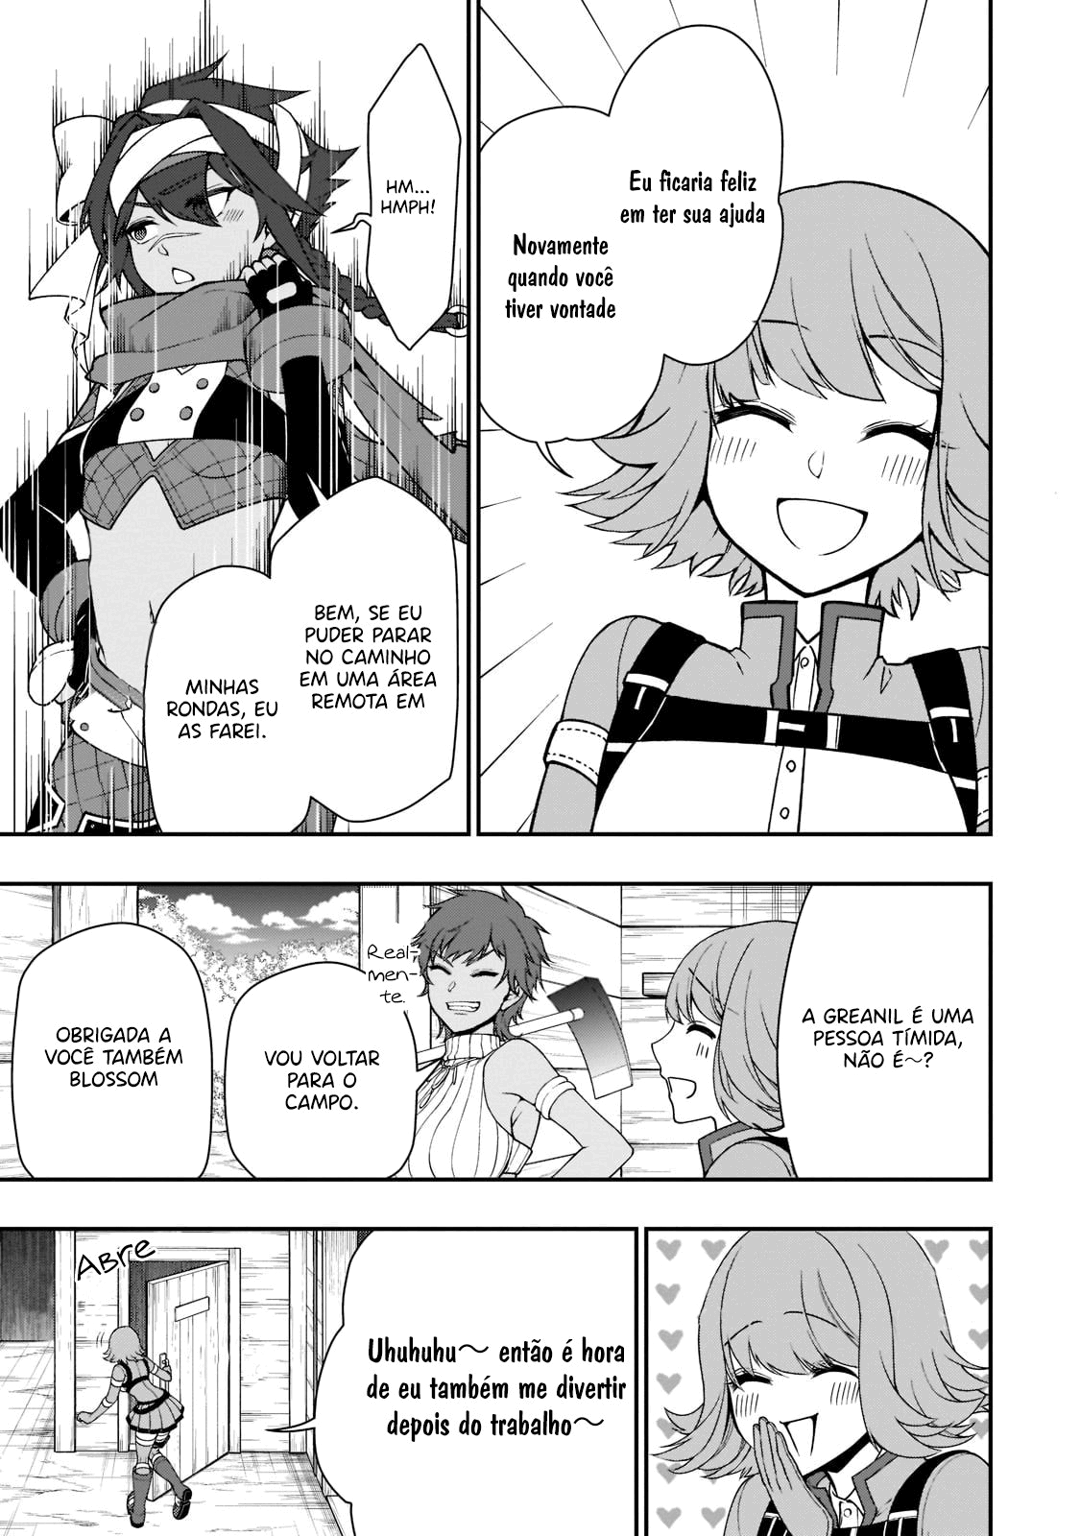 Eu ficaria feliz
em ter sua ajuda
Novamente
quando você
tiver vontade
HM...
HMPH!
BEM, SE EU
PUDER PARAR
NO CAMINHO
EM UMA ÁREA
REMOTA EM
MINHAS
RONDAS, EU
AS FAREI.
A GREANIL É UMA
PESSOA TÍMIDA,
NÃO É~?
Real-
men-
te.
VOU VOLTAR
PARA O
CAMPO.
OBRIGADA A
VOCÊ TAMBÉM
BLOSSOM
Uhuhuhu~ então é hora
de eu também me divertir
depois do trabalho~
ABre